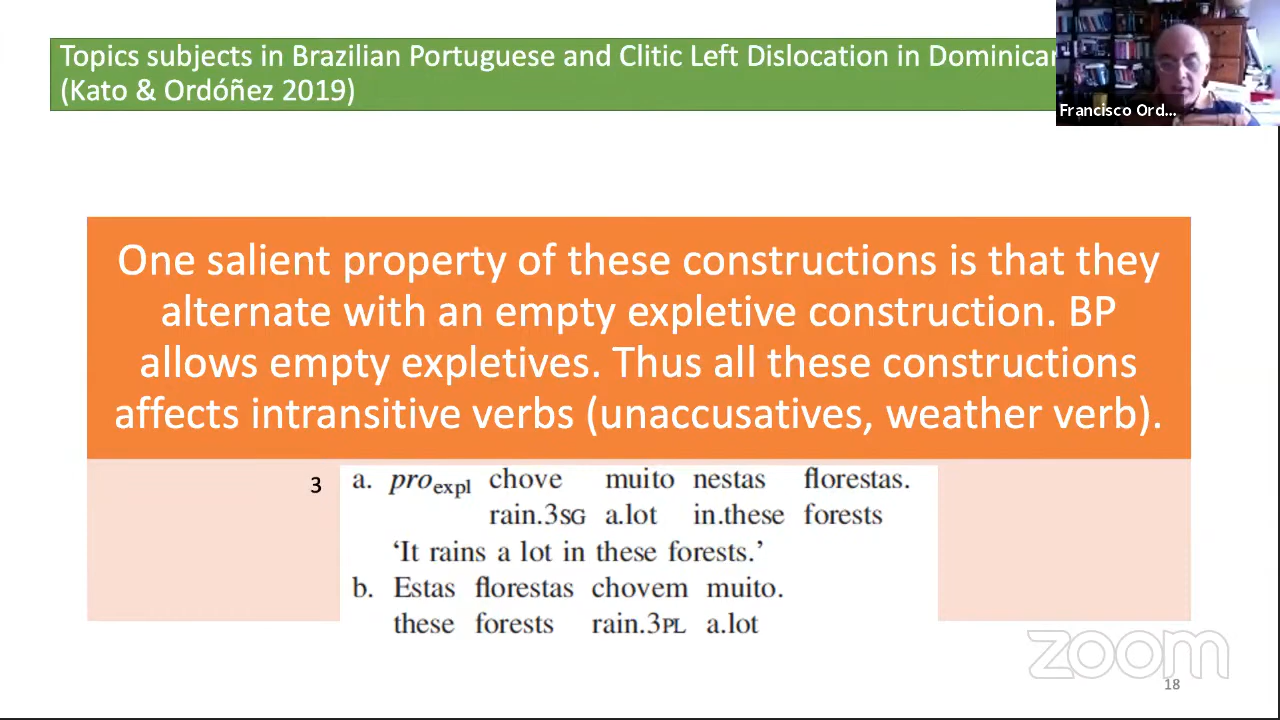 Topics subjects in Brazilian Portuguese and Clitic Left Dislocation in Dominican
(Kato & Ordóñez 2019)
Francisco Ord...
One salient property of these constructions is that they
alternate with an empty expletive construction. BP
allows empty expletives. Thus all these constructions
affects intransitive verbs (unaccusatives, weather verb).
3 a. pro expl chove muito nestas florestas.
rain.3SG a.lot in.these forests
‘It rains a lot in these forests.’
b. Estas florestas chovem muito.
these forests rain.3PL a.lot
zoom
18